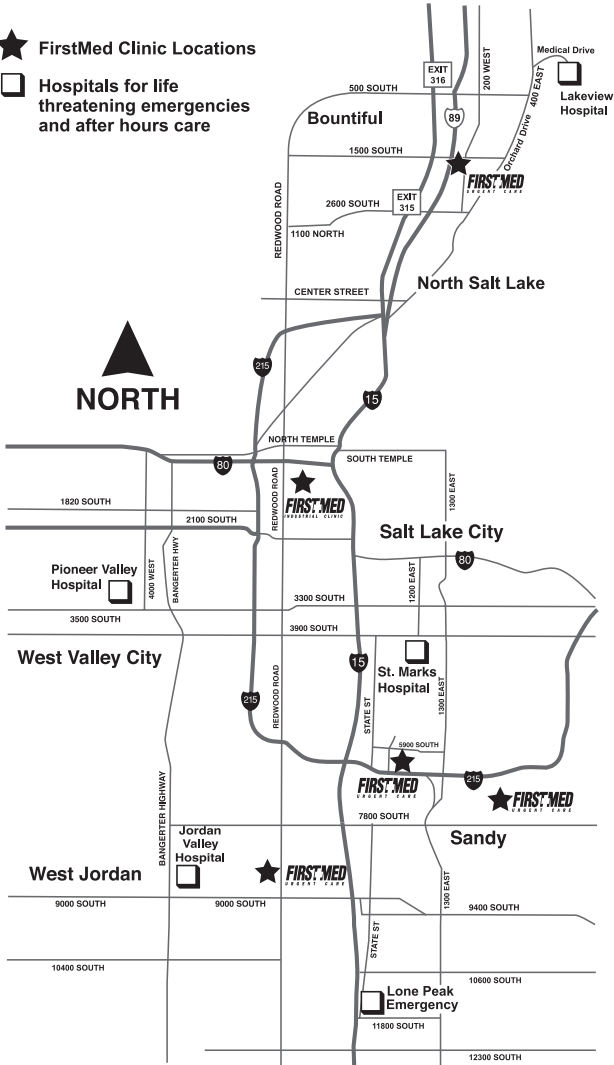 FirstMed Clinic Locations
Hospitals for life
threatening emergencies
and after hours care
EXIT
316
200 WEST
Medical Drive
400 EAST
Lakeview
Hospital
500 SOUTH
Bountiful
89
Orchard Drive
1500 SOUTH
FIRSTMED
URGENT CARE
REDWOOD ROAD
2600 SOUTH
EXIT
315
1100 NORTH
North Salt Lake
CENTER STREET
215
NORTH
15
NORTH TEMPLE
SOUTH TEMPLE
80
REDWOOD ROAD
1300 EAST
FIRSTMED
INDUSTRIAL CLINIC
1820 SOUTH
2100 SOUTH
Salt Lake City
80
Pioneer Valley
Hospital
4000 WEST
BANGERTER HWY
1200 EAST
3300 SOUTH
3500 SOUTH
3900 SOUTH
West Valley City
15
St. Marks
Hospital
215
REDWOOD ROAD
STATE ST
1300 EAST
5900 SOUTH
FIRSTMED
URGENT CARE
215
FIRSTMED
URGENT CARE
BANGERTER HIGHWAY
7800 SOUTH
Sandy
Jordan
Valley
Hospital
West Jordan
FIRSTMED
URGENT CARE
1300 EAST
9000 SOUTH
9000 SOUTH
9400 SOUTH
STATE ST
10400 SOUTH
10600 SOUTH
Lone Peak
Emergency
11800 SOUTH
12300 SOUTH